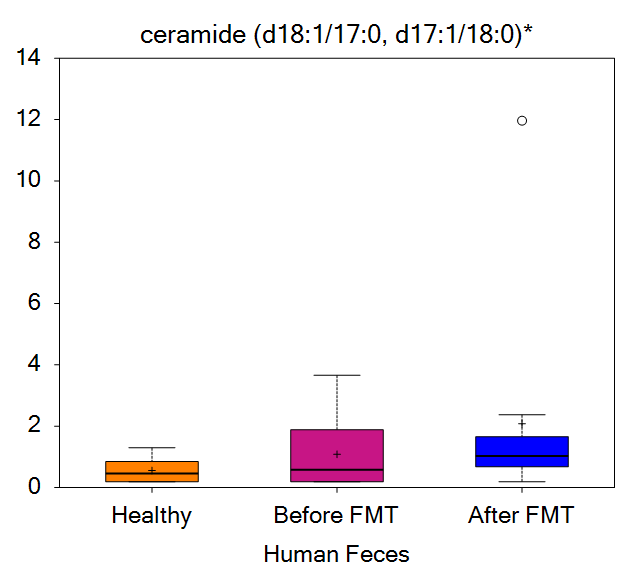 ceramide (d18:1/17:0, d17:1/18:0)*
14
12
10
8
6
4
2
0
Healthy Before FMT After FMT
Human Feces